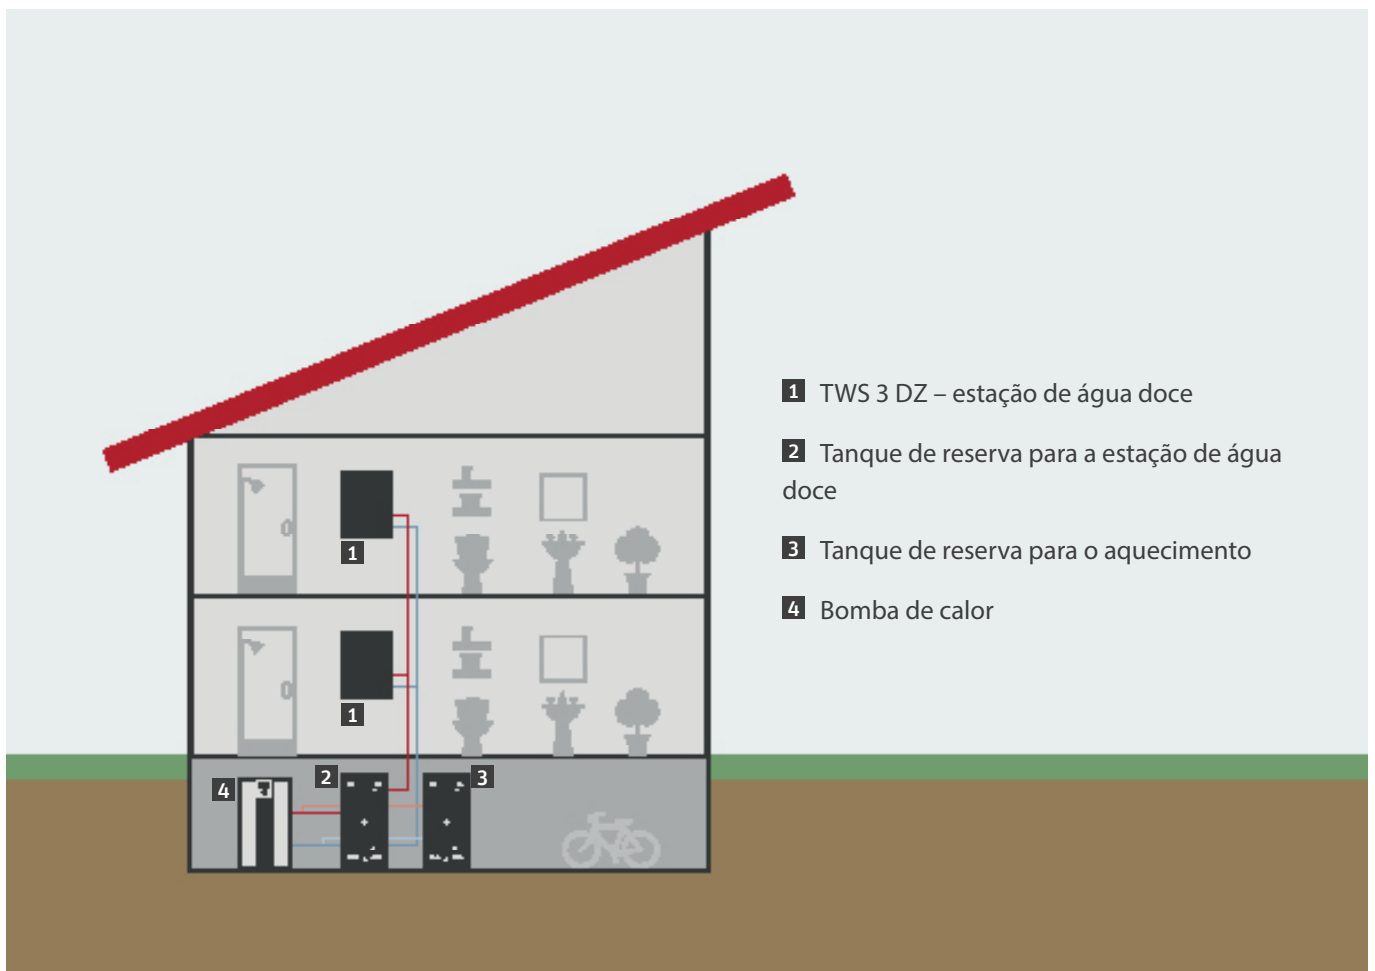 1 TWS 3 DZ – estação de água doce
2 Tanque de reserva para a estação de água
doce
3 Tanque de reserva para o aquecimento
4 Bomba de calor
1
1
2
3
4